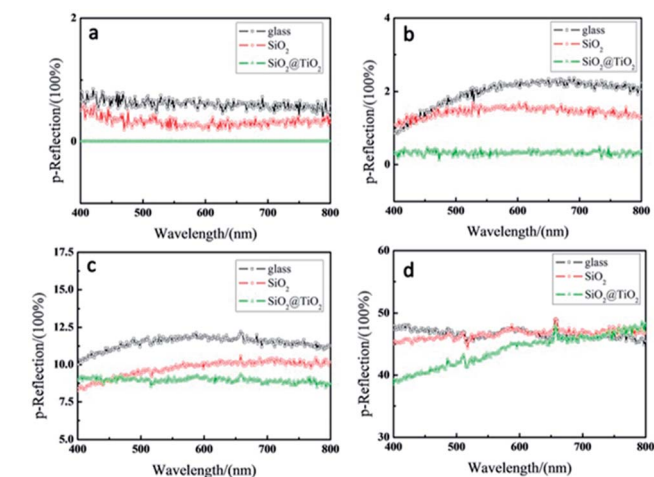 a
glass
SiO2
SiO2@TiO2
p-Reflection/(100%)
2
0
400 500 600 700 800
Wavelength/(nm)
b
glass
SiO2
SiO2@TiO2
p-Reflection/(100%)
4
2
0
400 500 600 700 800
Wavelength/(nm)
c
glass
SiO2
SiO2@TiO2
p-Reflection/(100%)
17.5
15.0
12.5
10.0
7.5
5.0
400 500 600 700 800
Wavelength/(nm)
d
glass
SiO2
SiO2@TiO2
p-Reflection/(100%)
60
50
40
30
400 500 600 700 800
Wavelength/(nm)